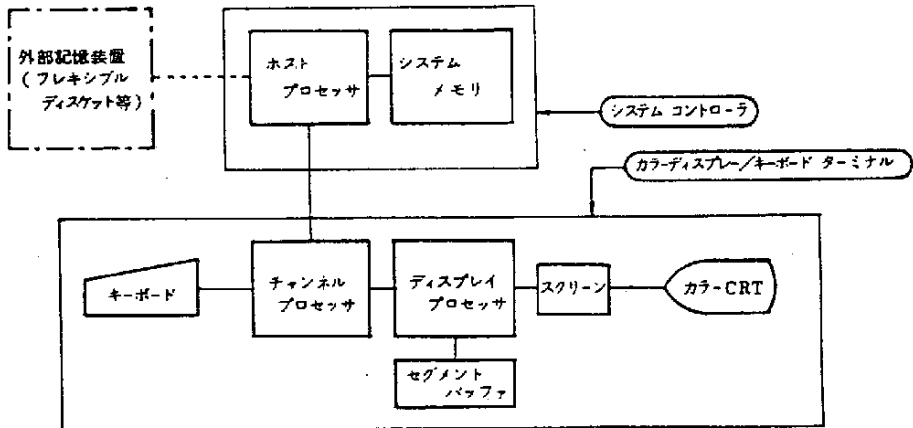 外部記憶装置
(フレキシブル
ディスケット等)
ホスト
プロセッサ
システム
メモリ
システム コントローラ
カラーディスプレー/キーボード ターミナル
キーボード
チャンネル
プロセッサ
ディスプレイ
プロセッサ
スクリーン
カラーCRT
セグメント
バッファ